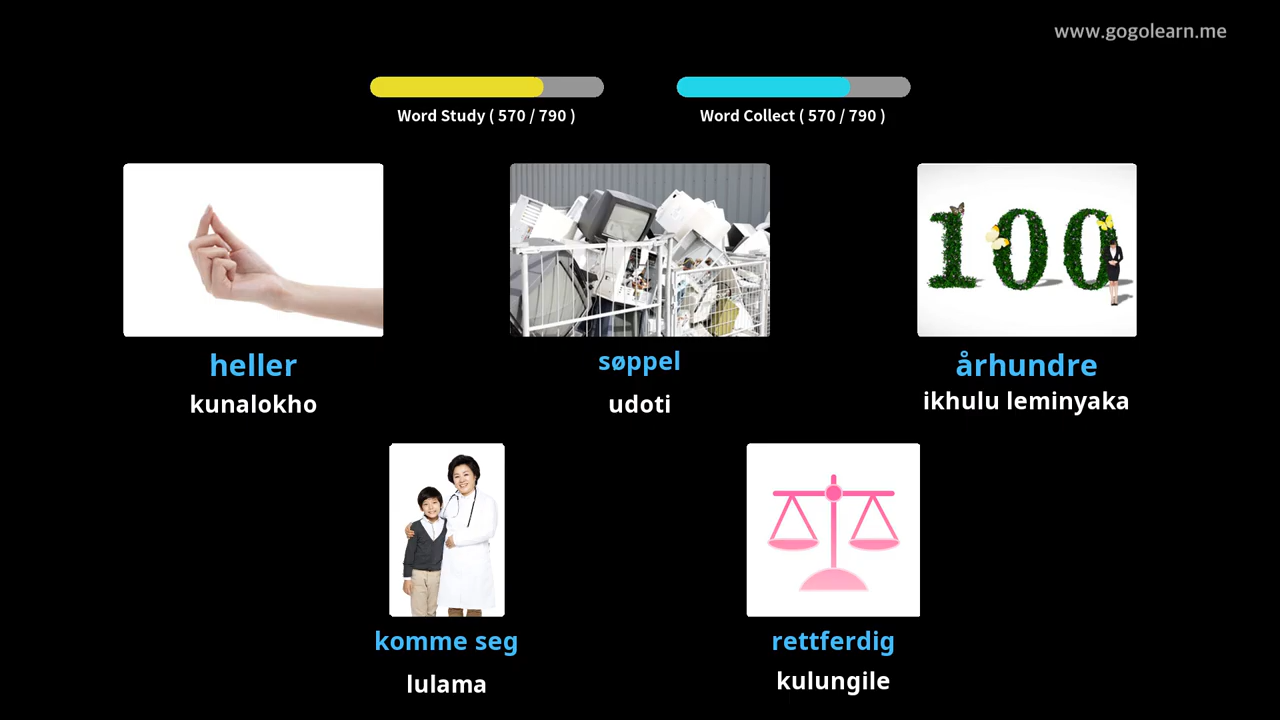 www.gogolearn.me
Word Study ( 570 / 790 )
Word Collect ( 570 / 790 )
100
heller
kunalokho
søppel
udoti
århundre
ikhulu leminyaka
komme seg
lulama
rettferdig
kulungile